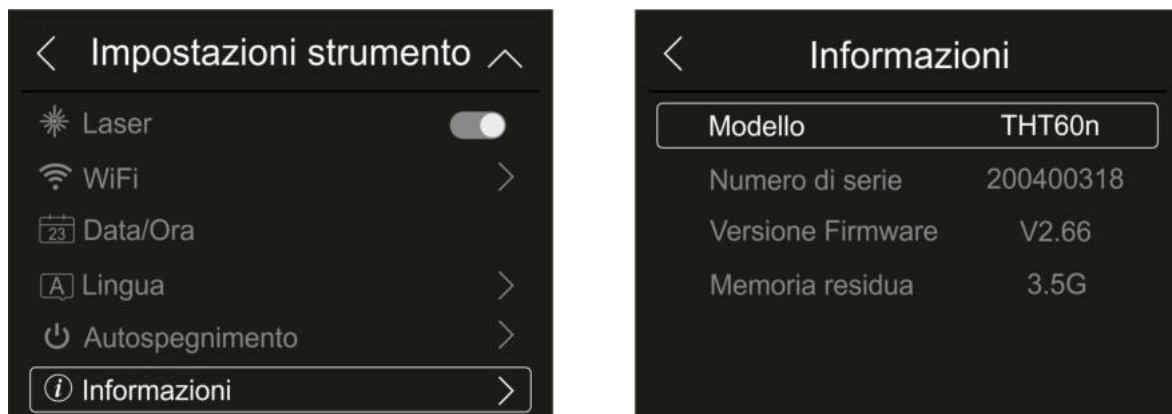 Impostazioni strumento
Laser
WiFi
23 Data/Ora
A Lingua
Autospegnimento
i Informazioni
Informazioni
Modello THT60n
Numero di serie 200400318
Versione Firmware V2.66
Memoria residua 3.5G